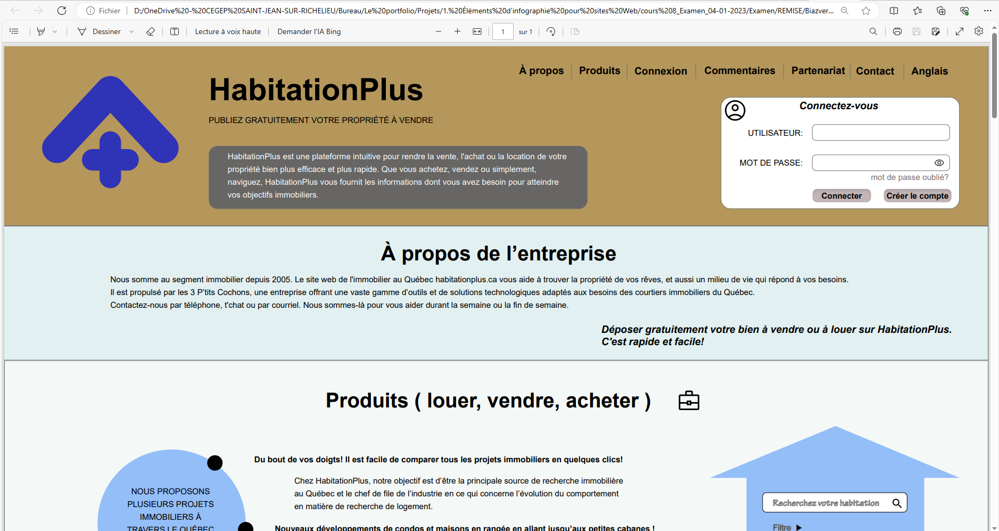 Fichier
D:/OneDrive%20-%20CEGEP%20SAINT-JEAN-SUR-RICHELIEU/Bureau/Le%20portfolio/Projets/1.%20Éléments%20d'infographie%20pour%20sites%20Web/cours%208_Examen_04-01-2023/Examen/REMISE/Biazver...
Dessiner
Lecture à voix haute
Demander l'IA Bing
1
sur 1
À propos
Produits
Connexion
Commentaires
Partenariat
Contact
Anglais
HabitationPlus
PUBLIEZ GRATUITEMENT VOTRE PROPRIÉTÉ À VENDRE
HabitationPlus est une plateforme intuitive pour rendre la vente, l'achat ou la location de votre
propriété bien plus efficace et plus rapide. Que vous achetez, vendez ou simplement,
naviguez, HabitationPlus vous fournit les informations dont vous avez besoin pour atteindre
vos objectifs immobiliers.
Connectez-vous
UTILISATEUR:
MOT DE PASSE:
mot de passe oublié?
Connecter
Créer le compte
À propos de l’entreprise
Nous somme au segment immobilier depuis 2005. Le site web de l'immobilier au Québec habitationplus.ca vous aide à trouver la propriété de vos rêves, et aussi un milieu de vie qui répond à vos besoins.
Il est propulsé par les 3 P’tits Cochons, une entreprise offrant une vaste gamme d’outils et de solutions technologiques adaptés aux besoins des courtiers immobiliers du Québec.
Contactez-nous par téléphone, t'chat ou par courriel. Nous sommes-là pour vous aider durant la semaine ou la fin de semaine.
Déposer gratuitement votre bien à vendre ou à louer sur HabitationPlus.
C'est rapide et facile!
Produits ( louer, vendre, acheter )
Du bout de vos doigts! Il est facile de comparer tous les projets immobiliers en quelques clics!
Chez HabitationPlus, notre objectif est d’être la principale source de recherche immobilière
au Québec et le chef de file de l’industrie en ce qui concerne l’évolution du comportement
en matière de recherche de logement.
NOUS PROPOSONS
PLUSIEURS PROJETS
IMMOBILIERS À
TRAVERS LE QUÉBEC
Nouveaux développements de condos et maisons en rangée en allant jusqu’aux petites cabanes !
Recherchez votre habitation
Filtre